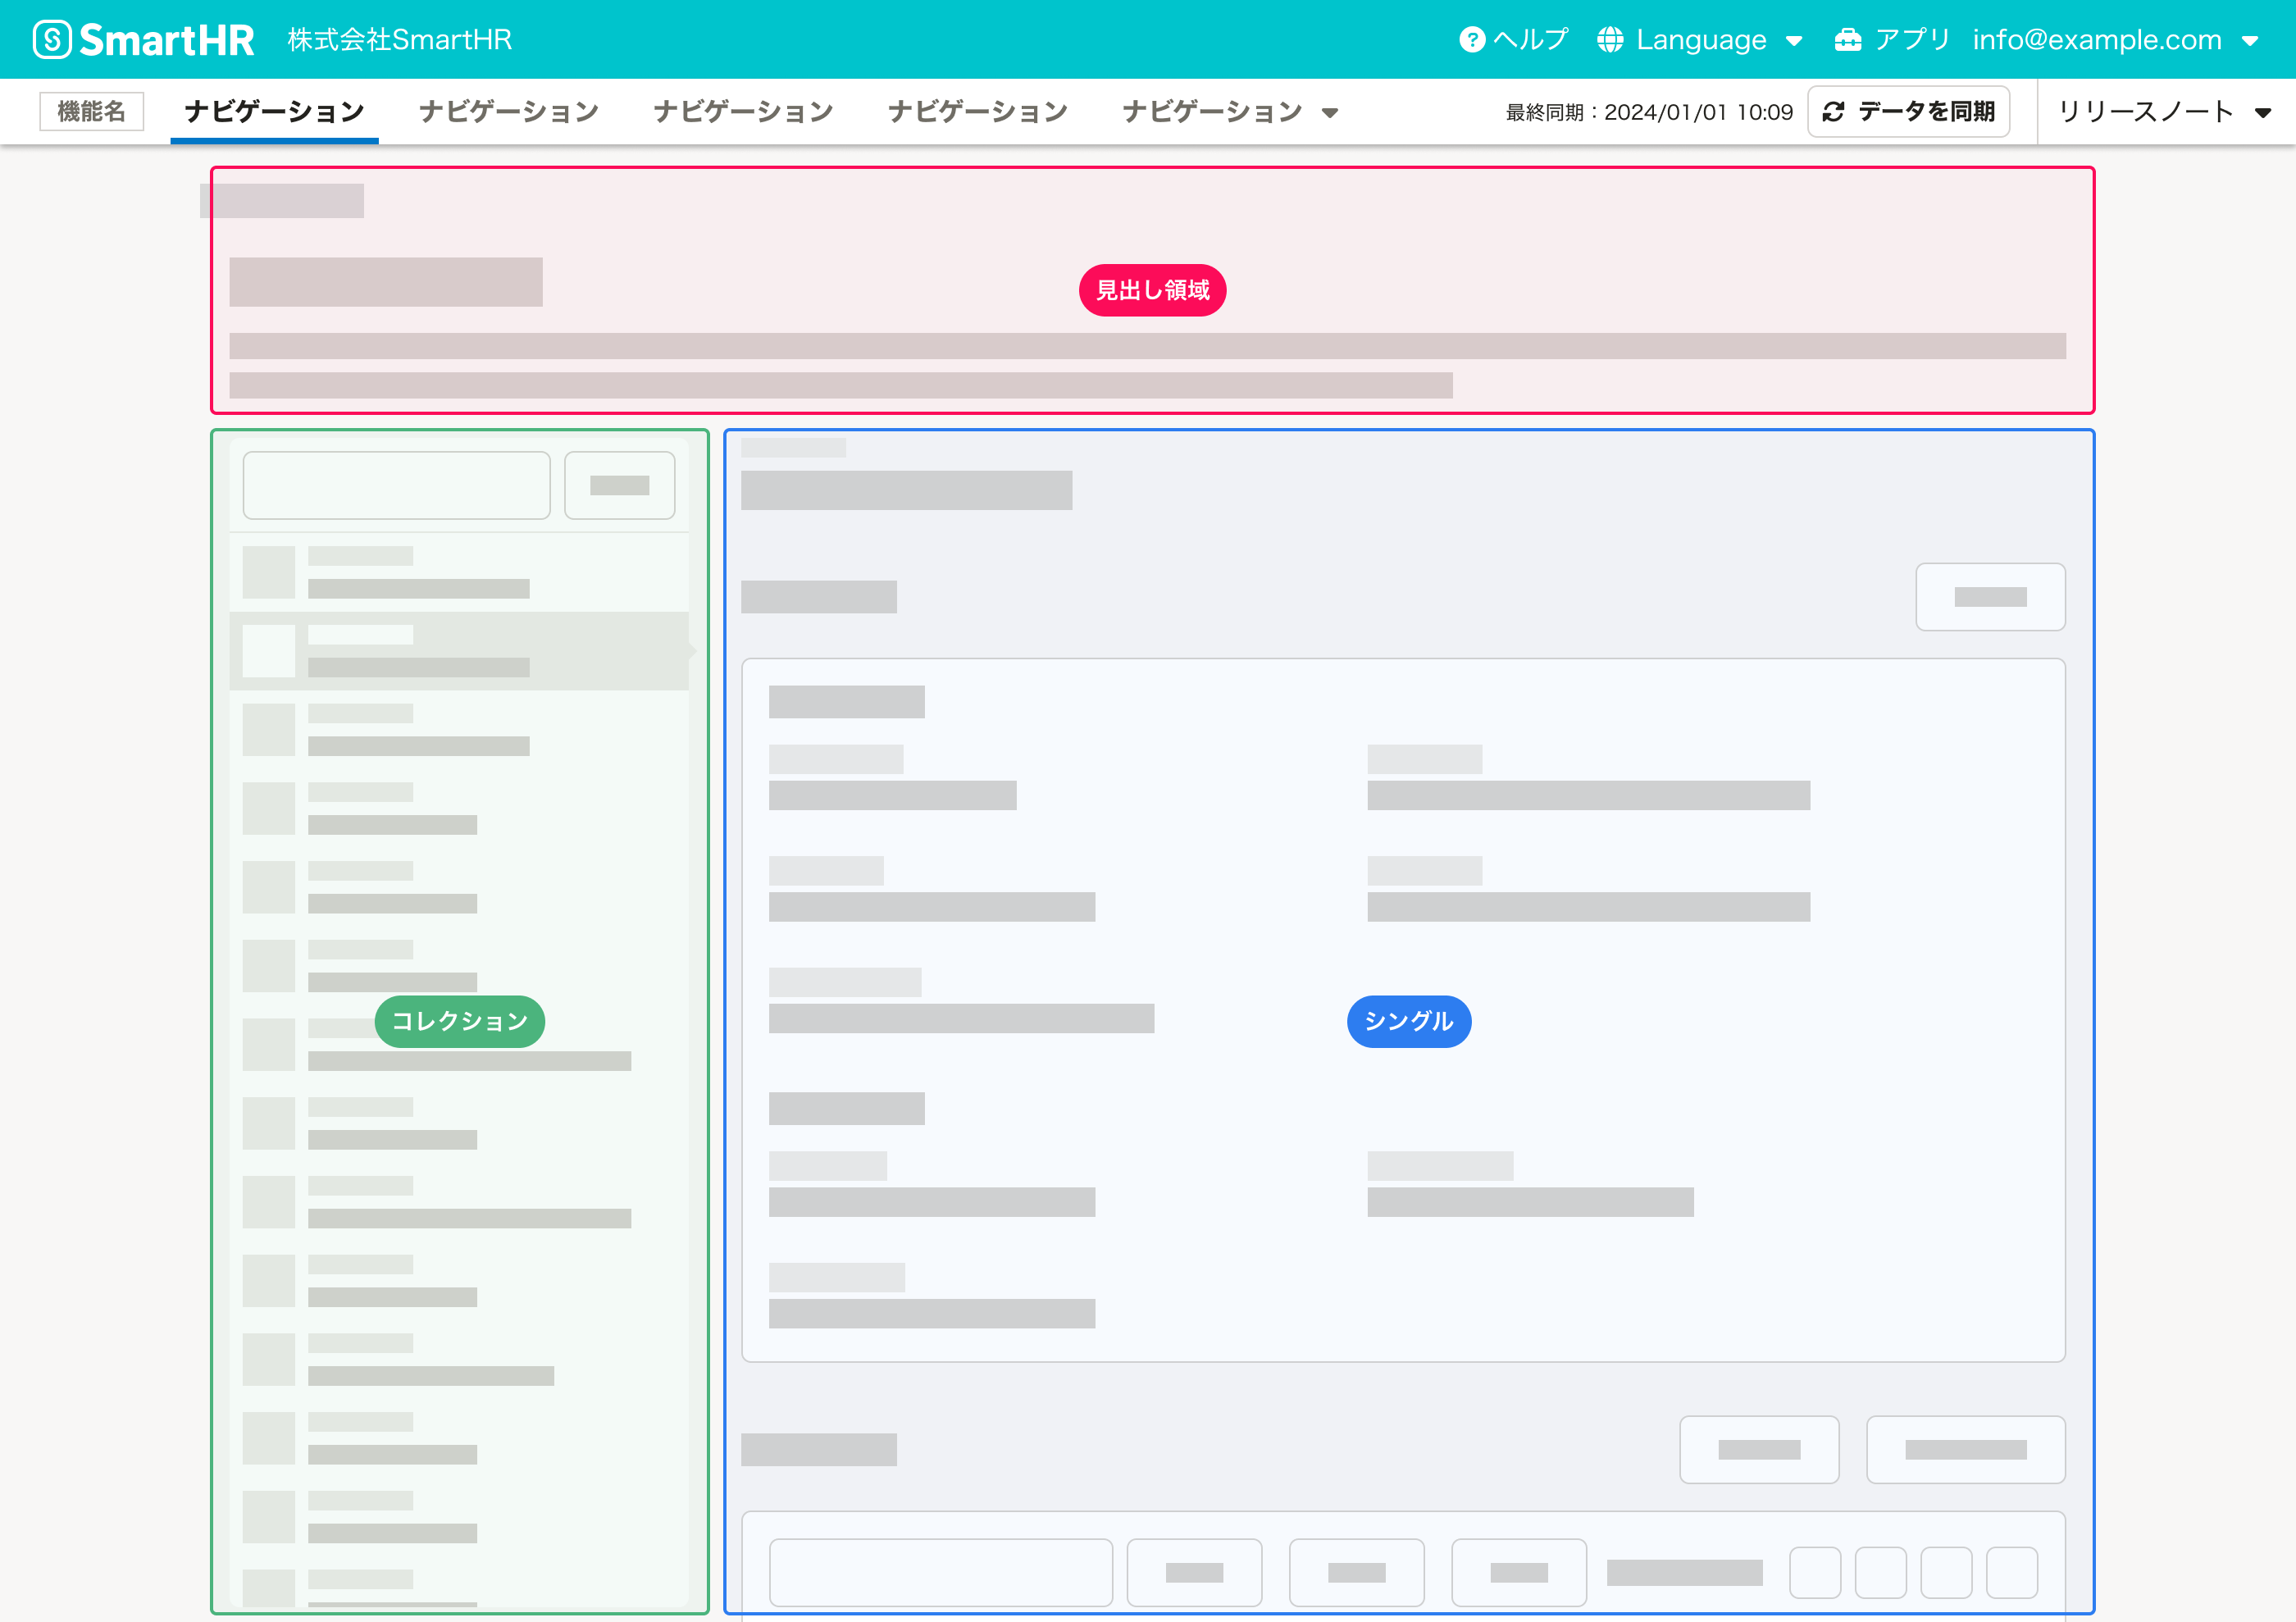 SmartHR 株式会社SmartHR ヘルプ Language アプリ info@example.com
機能名 ナビゲーション ナビゲーション ナビゲーション ナビゲーション ナビゲーション 最終同期：2024/01/01 10:09 データを同期 リリースノート
見出し領域
コレクション シングル